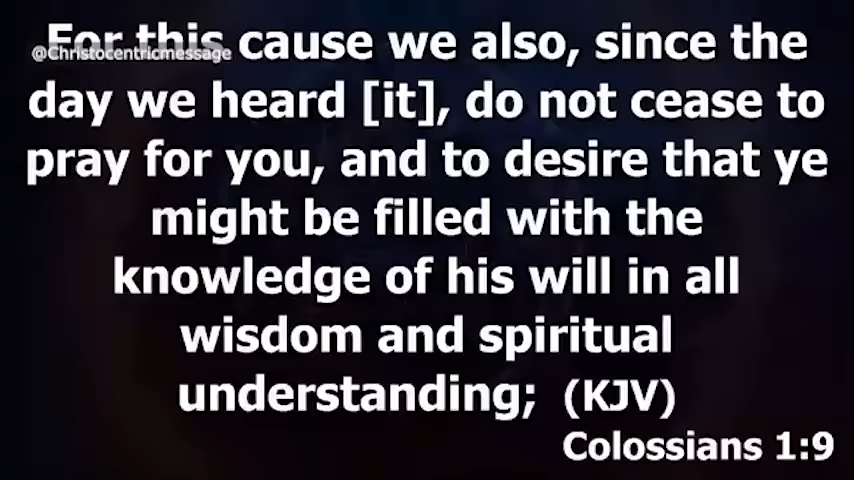 For this cause we also, since the
@Christocentricmessage
day we heard [it], do not cease to
pray for you, and to desire that ye
might be filled with the
knowledge of his will in all
wisdom and spiritual
understanding; (KJV)
Colossians 1:9